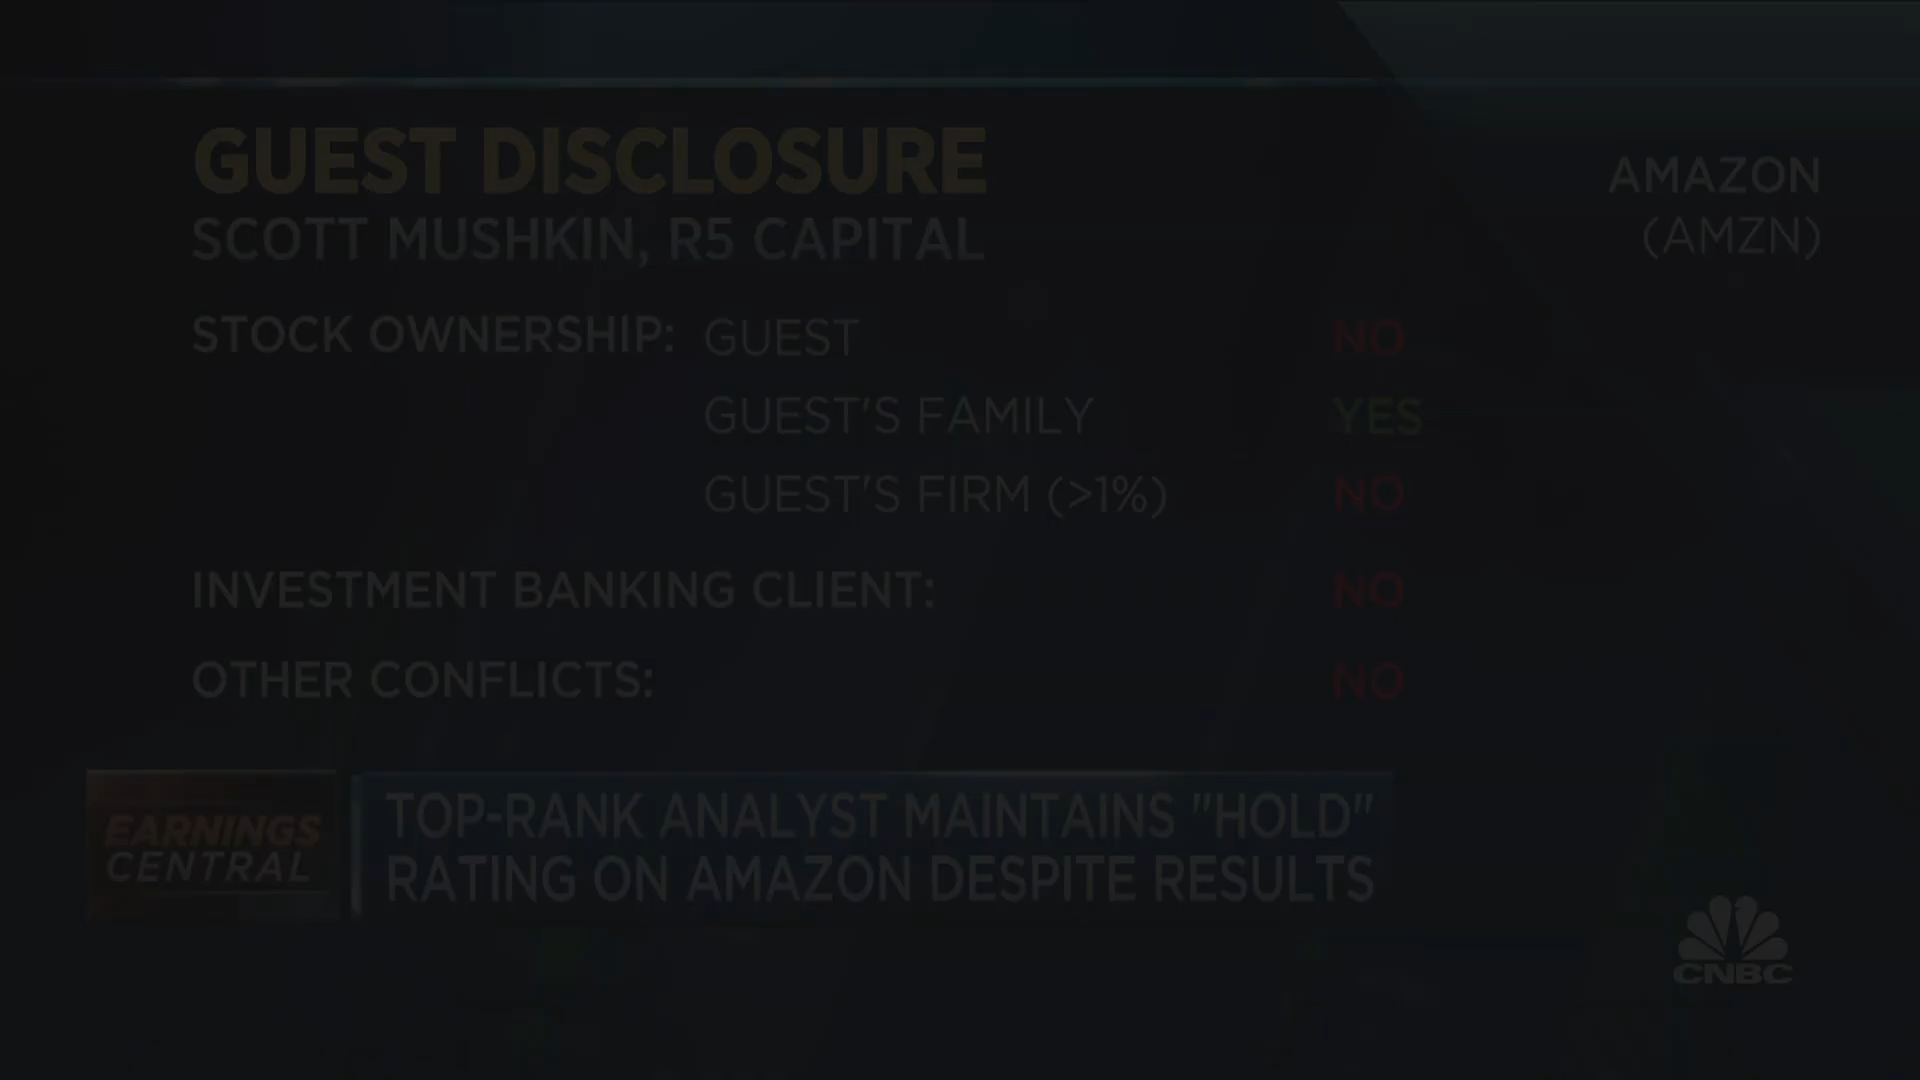 GUEST DISCLOSURE
SCOTT MUSHKIN, R5 CAPITAL
AMAZON
(AMZN)
STOCK OWNERSHIP: GUEST NO
GUEST'S FAMILY YES
GUEST'S FIRM (>1%) NO
INVESTMENT BANKING CLIENT: NO
OTHER CONFLICTS: NO
EARNINGS
CENTRAL
TOP-RANK ANALYST MAINTAINS "HOLD"
RATING ON AMAZON DESPITE RESULTS
CNBC